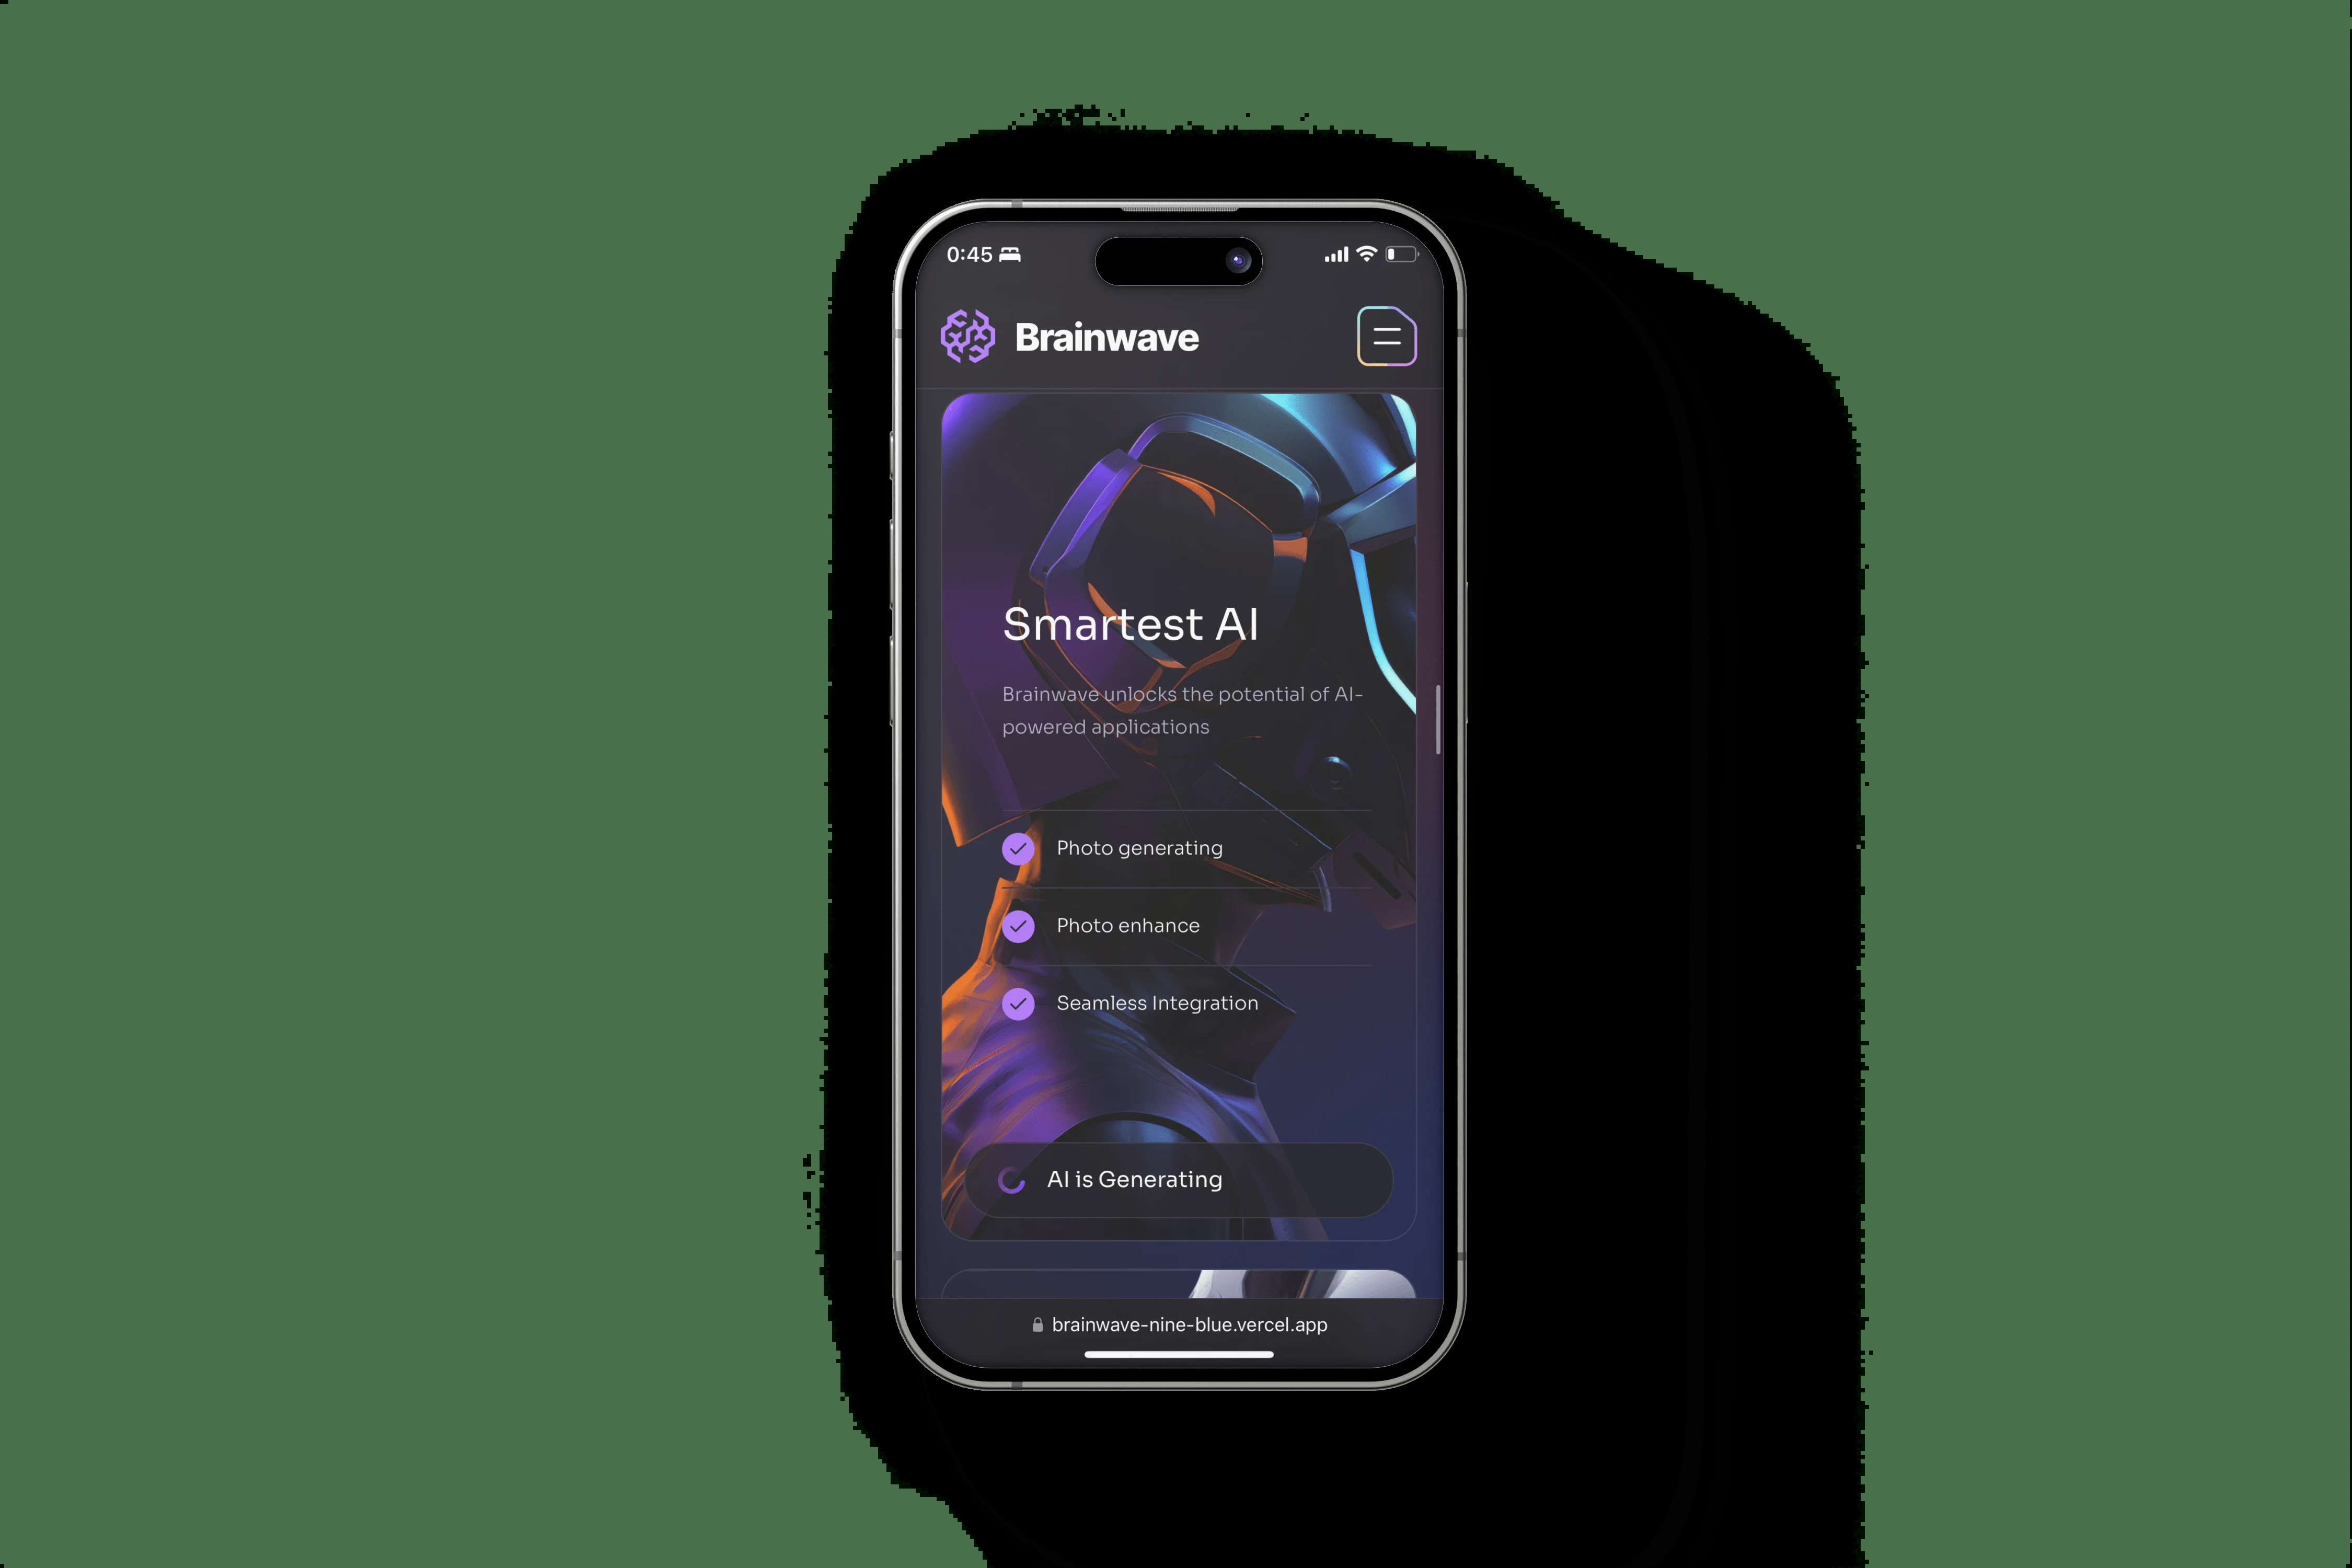 0:45
Brainwave
Smartest AI
Brainwave unlocks the potential of AI-
powered applications
Photo generating
Photo enhance
Seamless Integration
AI is Generating
brainwave-nine-blue.vercel.app